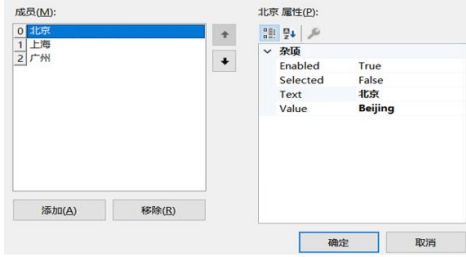 成员(M):
0 北京
1 上海
2 广州
添加(A) 移除(R)
北京 属性(P):
杂项
Enabled True
Selected False
Text 北京
Value Beijing
确定 取消